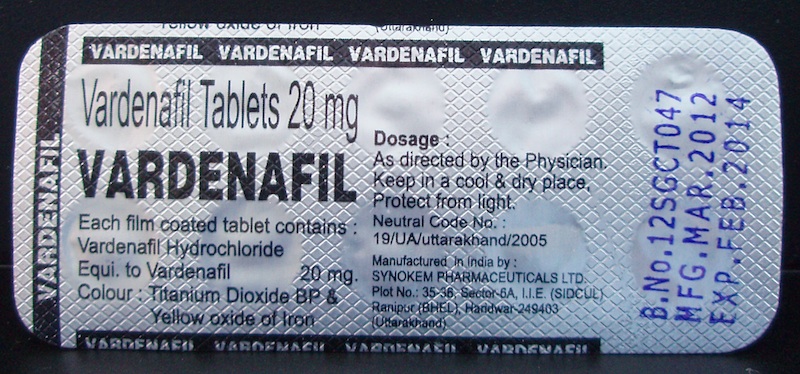 Yellow oxide of Iron
(Uttarakhand)
VARDENAFIL VARDENAFIL VARDENAFIL VARDENAFIL
VARDENAFIL
VARDENAFIL
Vardenafil Tablets 20 mg
VARDENAFIL
Each film coated tablet contains :
Vardenafil Hydrochloride
Equi. to Vardenafil 20 mg.
Colour : Titanium Dioxide BP &
Yellow oxide of Iron
Dosage :
As directed by the Physician.
Keep in a cool & dry place,
Protect from light.
Neutral Code No. :
19/UA/uttarakhand/2005
Manufactured in India by :
SYNOKEM PHARMACEUTICALS LTD.
Plot No.: 35-36, Sector-6A, I.I.E. (SIDCUL)
Ranipur (BHEL), Haridwar-249403
(Uttarakhand)
B.No.12SGCT047
MFG.MAR.2012
EXP.FEB.2014
VARDENAFIL VARDENAFIL VARDENAFIL VARDENAFIL